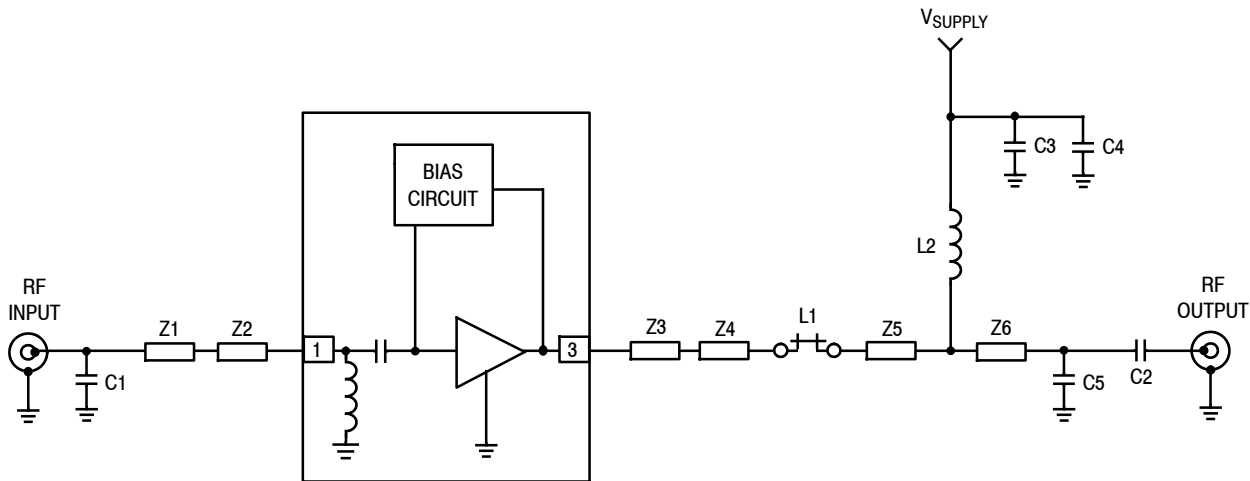 V_SUPPLY
C3
C4
BIAS
CIRCUIT
L2
RF
INPUT
RF
OUTPUT
Z1
Z2
Z3
Z4
L1
Z5
Z6
1
3
C1
C5
C2